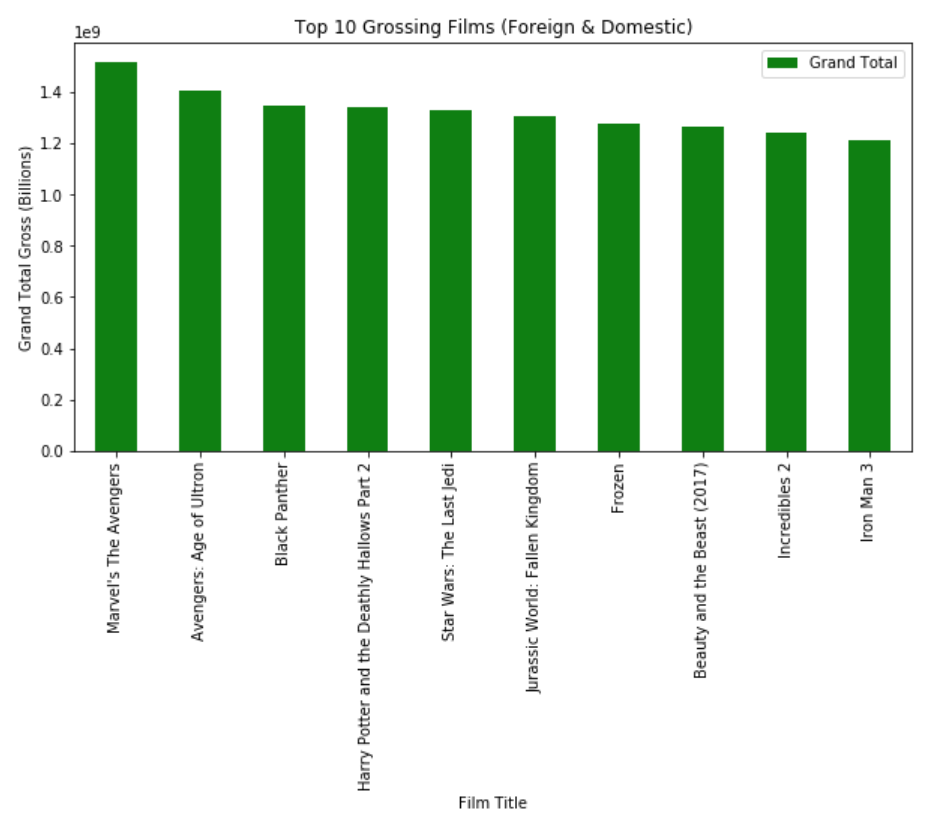 Top 10 Grossing Films (Foreign & Domestic)
1e9
Grand Total
1.4
1.2
1.0
0.8
0.6
0.4
0.2
0.0
Grand Total Gross (Billions)
Marvel's The Avengers
Avengers: Age of Ultron
Black Panther
Harry Potter and the Deathly Hallows Part 2
Star Wars: The Last Jedi
Jurassic World: Fallen Kingdom
Frozen
Beauty and the Beast (2017)
Incredibles 2
Iron Man 3
Film Title